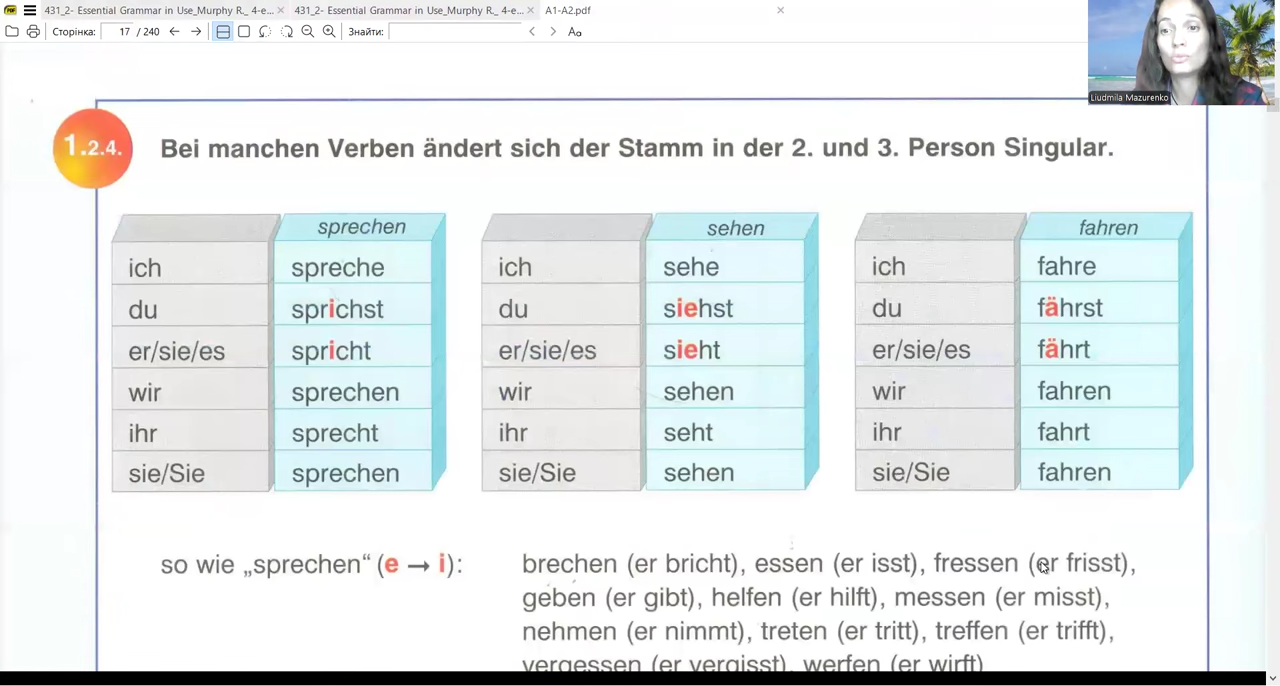 431_2- Essential Grammar in Use_Murphy R._ 4-e... × 431_2- Essential Grammar in Use_Murphy R._ 4-e... × A1-A2.pdf ×
Сторінка: 17 / 240 Знайти: Aa
Liudmila Mazurenko
1.2.4. Bei manchen Verben ändert sich der Stamm in der 2. und 3. Person Singular.
sprechen sehen fahren
ich spreche ich sehe ich fahre
du sprichst du siehst du fährst
er/sie/es spricht er/sie/es sieht er/sie/es fährt
wir sprechen wir sehen wir fahren
ihr sprecht ihr seht ihr fahrt
sie/Sie sprechen sie/Sie sehen sie/Sie fahren
so wie „sprechen“ (e → i): brechen (er bricht), essen (er isst), fressen (er frisst),
geben (er gibt), helfen (er hilft), messen (er misst),
nehmen (er nimmt), treten (er tritt), treffen (er trifft),
vergessen (er vergisst), werfen (er wirft)